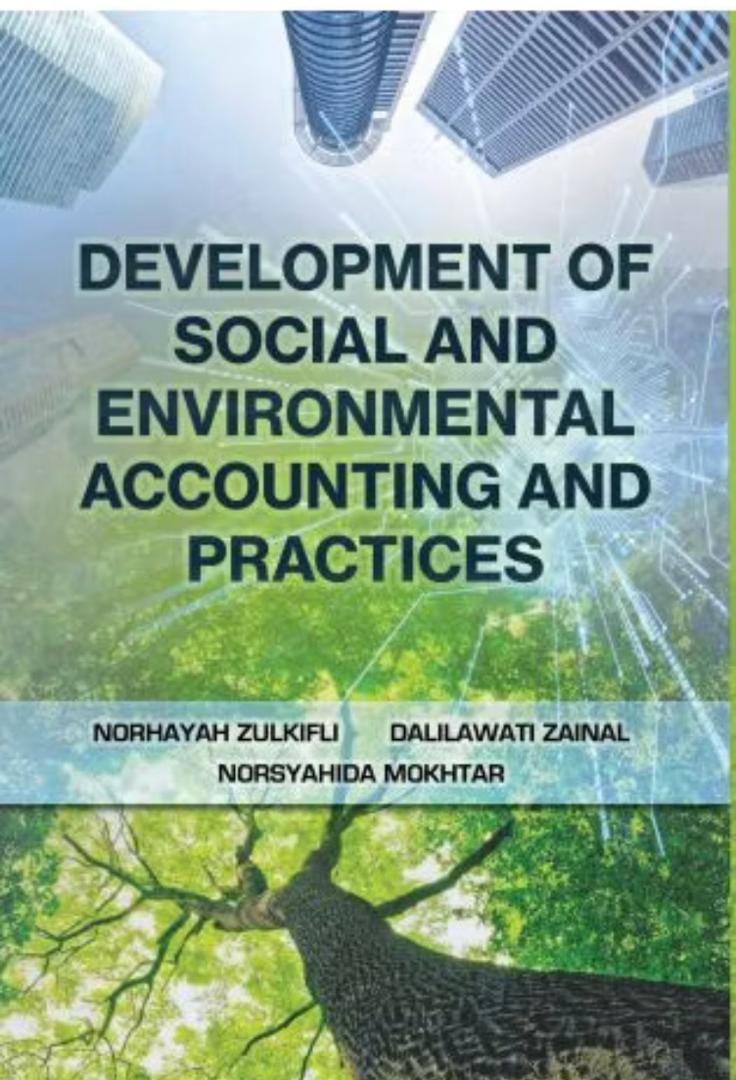 DEVELOPMENT OF
SOCIAL AND
ENVIRONMENTAL
ACCOUNTING AND
PRACTICES
NORHAYAH ZULKIFLI DALILAWATI ZAINAL
NORSYAHIDA MOKHTAR